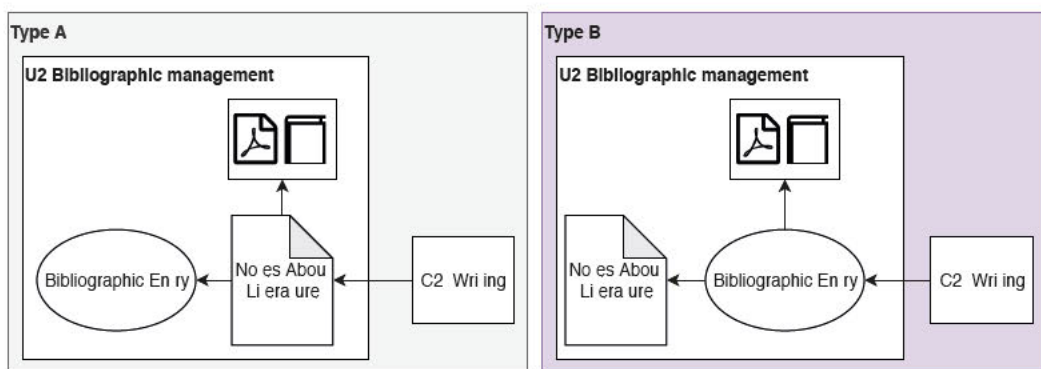 Type A
U2 Bibliographic management
Bibliographic En ry
No es Abou
Li era ure
C2 Wri ing
Type B
U2 Bibliographic management
No es Abou
Li era ure
Bibliographic En ry
C2 Wri ing